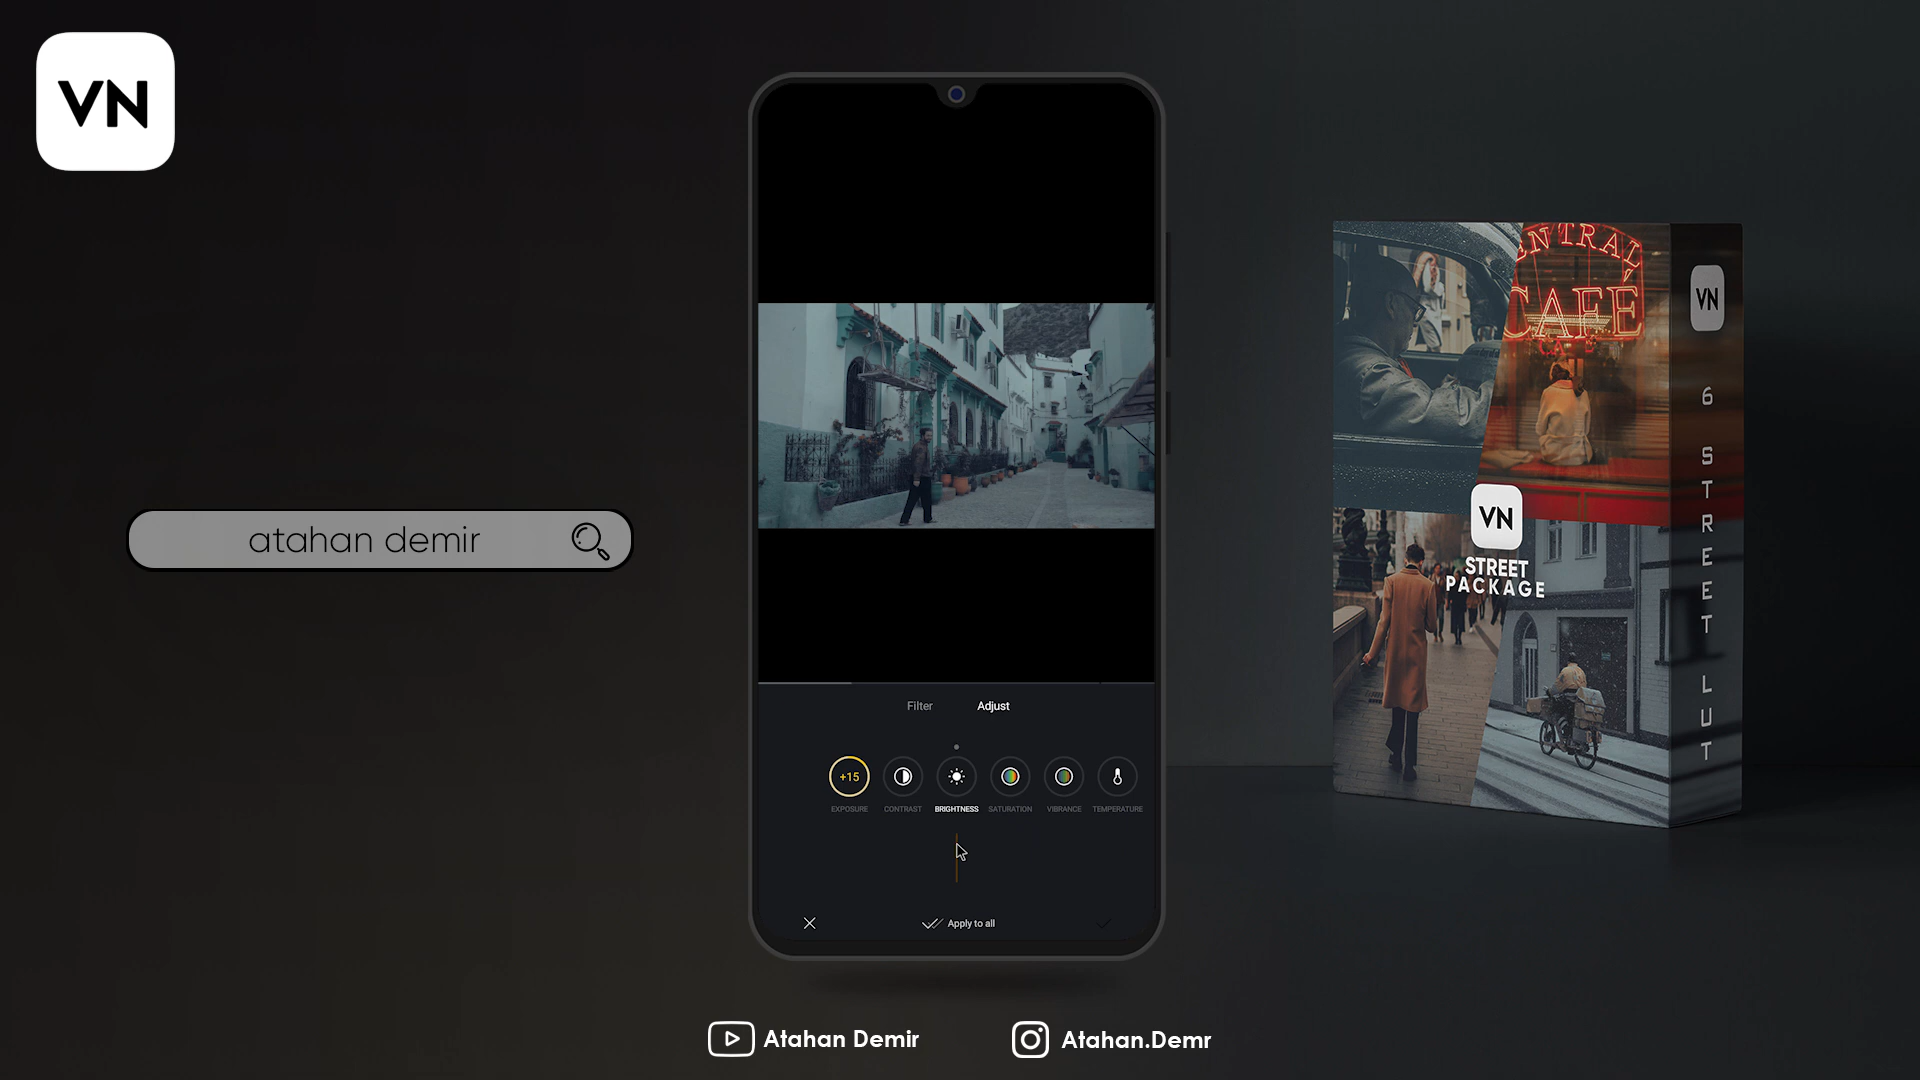 VN
atahan demir
Filter
Adjust
+15
EXPOSURE
CONTRAST
BRIGHTNESS
SATURATION
VIBRANCE
TEMPERATURE
Apply to all
ENTRAL
CAFÉ
VN
STREET
PACKAGE
VN
6 STREET LUT
Atahan Demir
Atahan.Demr